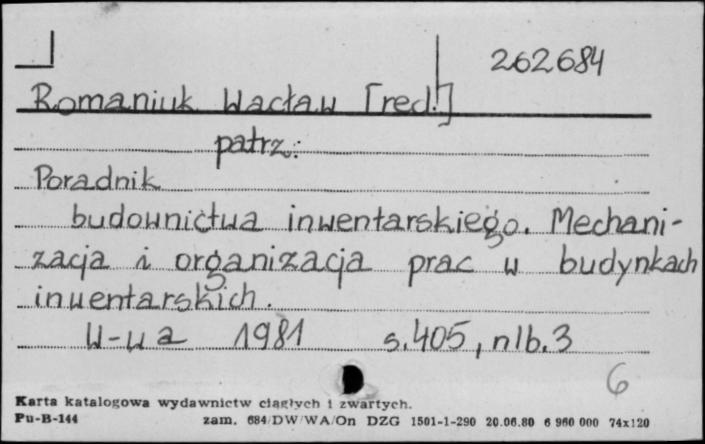 262684
Romaniuk Wacław [red.]
patrz:
Poradnik
budownictwa inwentarskiego. Mechani-
zacja i organizacja prac w budynkach
inwentarskich.
W-wa 1981 s.405, nlb.3
6
Karta katalogowa wydawnictw ciągłych i zwartych.
Pu-B-144 zam. 684/DW/WA/On DZG 1501-1-290 20.06.80 6 960 000 74x120